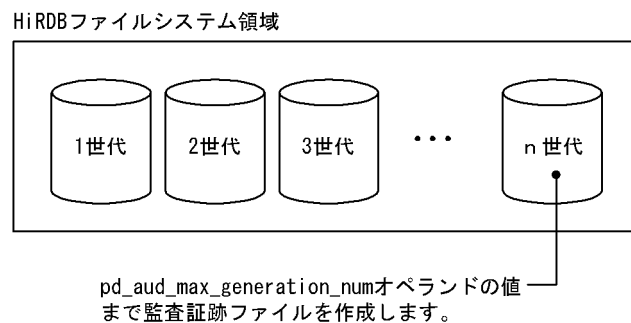 HiRDBファイルシステム領域
1世代
2世代
3世代
…
n世代
pd_aud_max_generation_numオペランドの値
まで監査証跡ファイルを作成します。